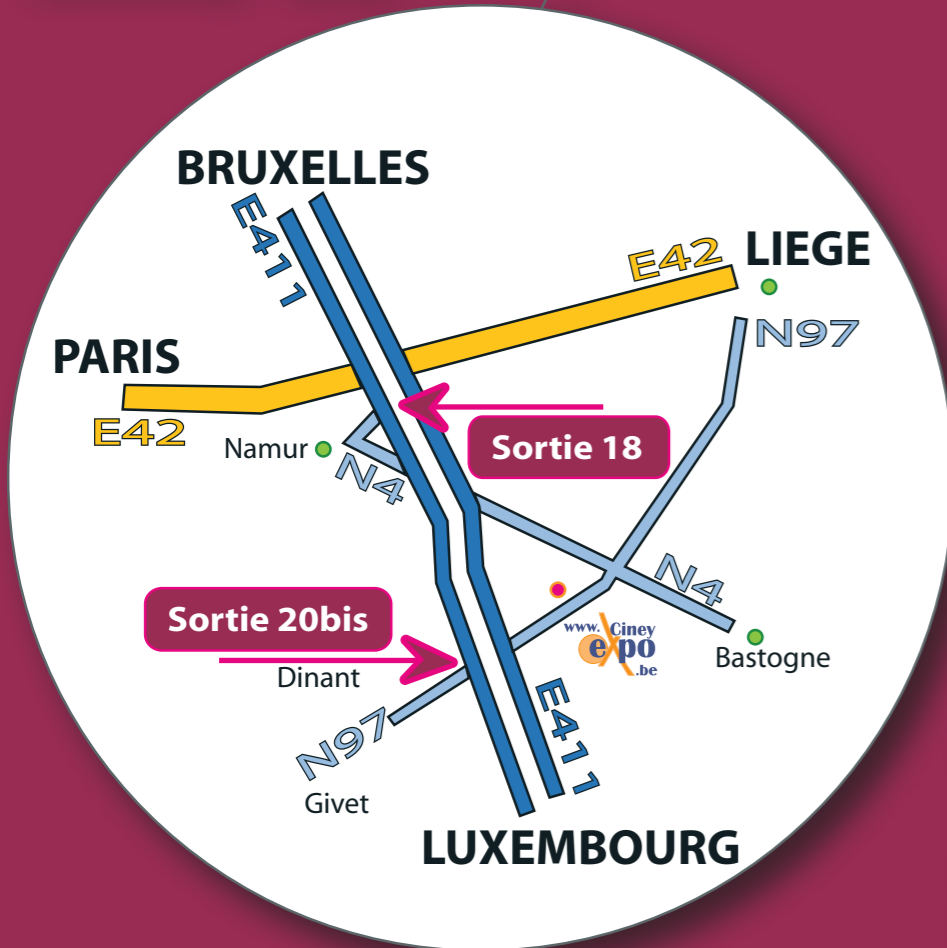 BRUXELLES
E411
E42
LIEGE
N97
PARIS
E42
Namur
N4
Sortie 18
Sortie 20bis
www. Ciney
expo
.be
N4
Bastogne
Dinant
N97
E411
Givet
LUXEMBOURG